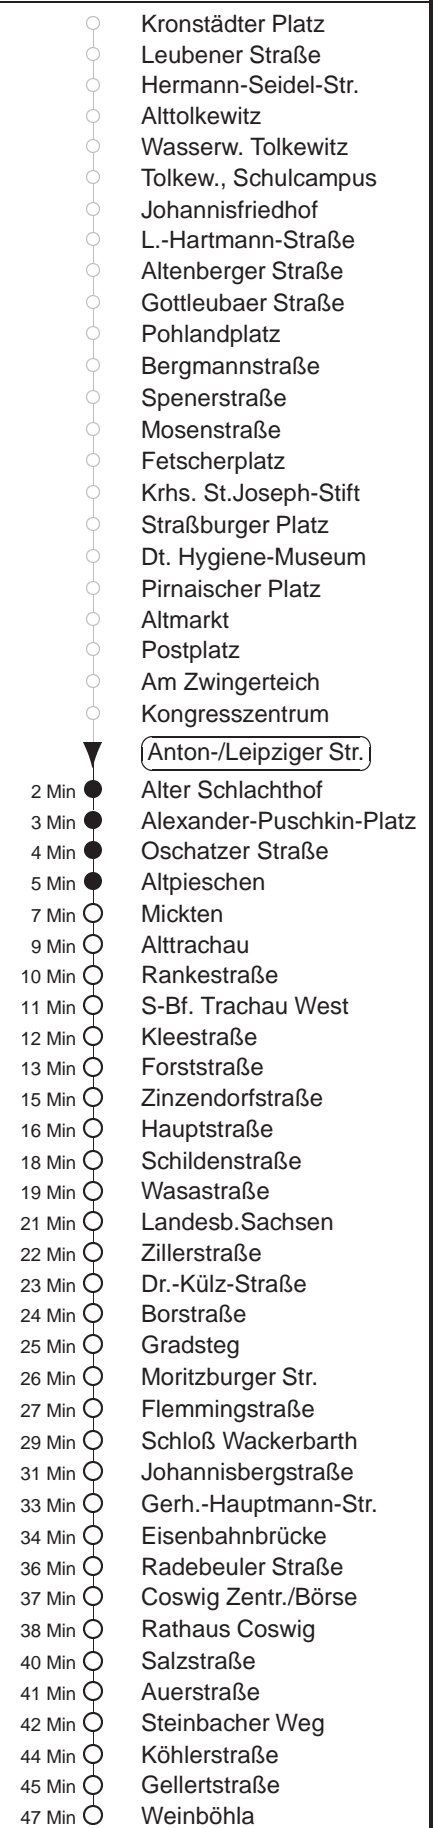 Kronstädter Platz
Leubener Straße
Hermann-Seidel-Str.
Alttolkewitz
Wasserw. Tolkewitz
Tolkew., Schulcampus
Johannisfriedhof
L.-Hartmann-Straße
Altenberger Straße
Gottleubaer Straße
Pohlandplatz
Bergmannstraße
Spenerstraße
Mosenstraße
Fetscherplatz
Krhs. St.Joseph-Stift
Straßburger Platz
Dt. Hygiene-Museum
Pirnaischer Platz
Altmarkt
Postplatz
Am Zwingerteich
Kongresszentrum
Anton-/Leipziger Str.
2 Min Alter Schlachthof
3 Min Alexander-Puschkin-Platz
4 Min Oschatzer Straße
5 Min Altpieschen
7 Min Mickten
9 Min Alttrachau
10 Min Rankestraße
11 Min S-Bf. Trachau West
12 Min Kleestraße
13 Min Forststraße
15 Min Zinzendorfstraße
16 Min Hauptstraße
18 Min Schildenstraße
19 Min Wasastraße
21 Min Landesb.Sachsen
22 Min Zillerstraße
23 Min Dr.-Külz-Straße
24 Min Borstraße
25 Min Gradsteg
26 Min Moritzburger Str.
27 Min Flemmingstraße
29 Min Schloß Wackerbarth
31 Min Johannisbergstraße
33 Min Gerh.-Hauptmann-Str.
34 Min Eisenbahnbrücke
36 Min Radebeuler Straße
37 Min Coswig Zentr./Börse
38 Min Rathaus Coswig
40 Min Salzstraße
41 Min Auerstraße
42 Min Steinbacher Weg
44 Min Köhlerstraße
45 Min Gellertstraße
47 Min Weinböhla